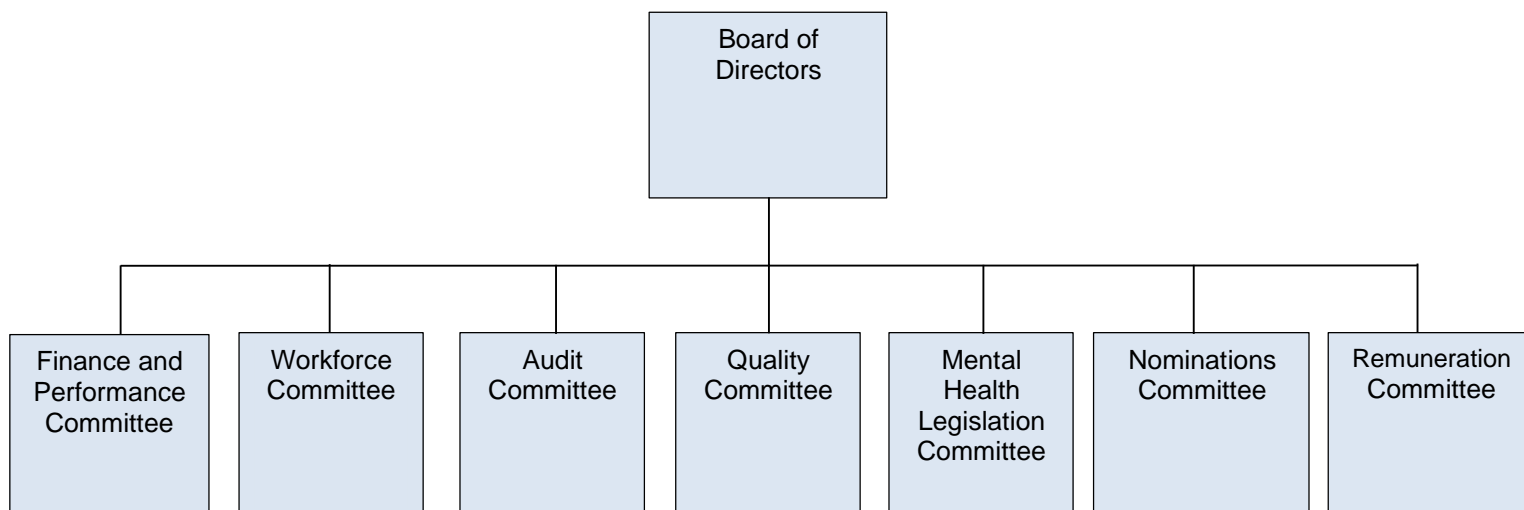 Board of
Directors
Finance and
Performance
Committee
Workforce
Committee
Audit
Committee
Quality
Committee
Mental
Health
Legislation
Committee
Nominations
Committee
Remuneration
Committee